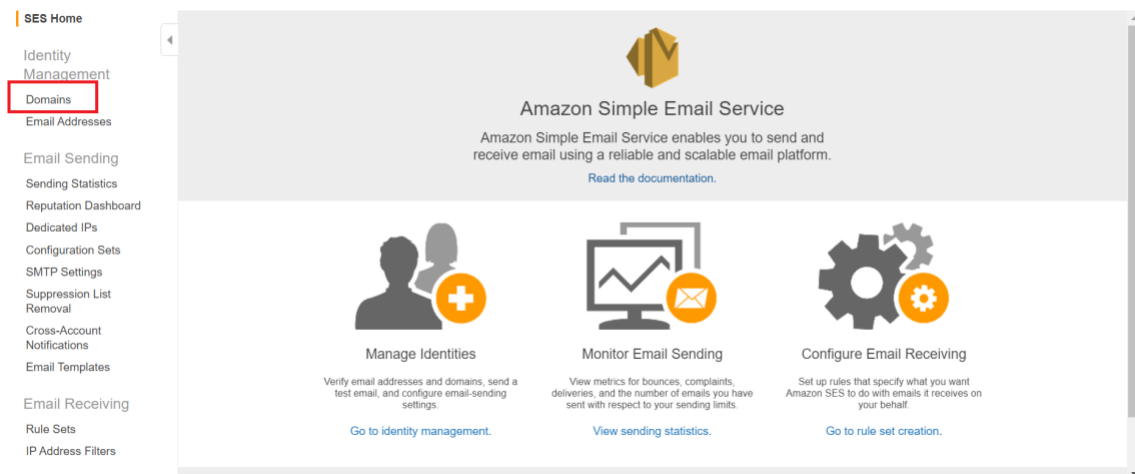 SES Home
Identity
Management
Domains
Email Addresses
Email Sending
Sending Statistics
Reputation Dashboard
Dedicated IPs
Configuration Sets
SMTP Settings
Suppression List
Removal
Cross-Account
Notifications
Email Templates
Email Receiving
Rule Sets
IP Address Filters
Amazon Simple Email Service
Amazon Simple Email Service enables you to send and
receive email using a reliable and scalable email platform.
Read the documentation.
Manage Identities
Verify email addresses and domains, send a
test email, and configure email-sending
settings.
Go to identity management.
Monitor Email Sending
View metrics for bounces, complaints,
deliveries, and the number of emails you have
sent with respect to your sending limits.
View sending statistics.
Configure Email Receiving
Set up rules that specify what you want
Amazon SES to do with emails it receives on
your behalf.
Go to rule set creation.